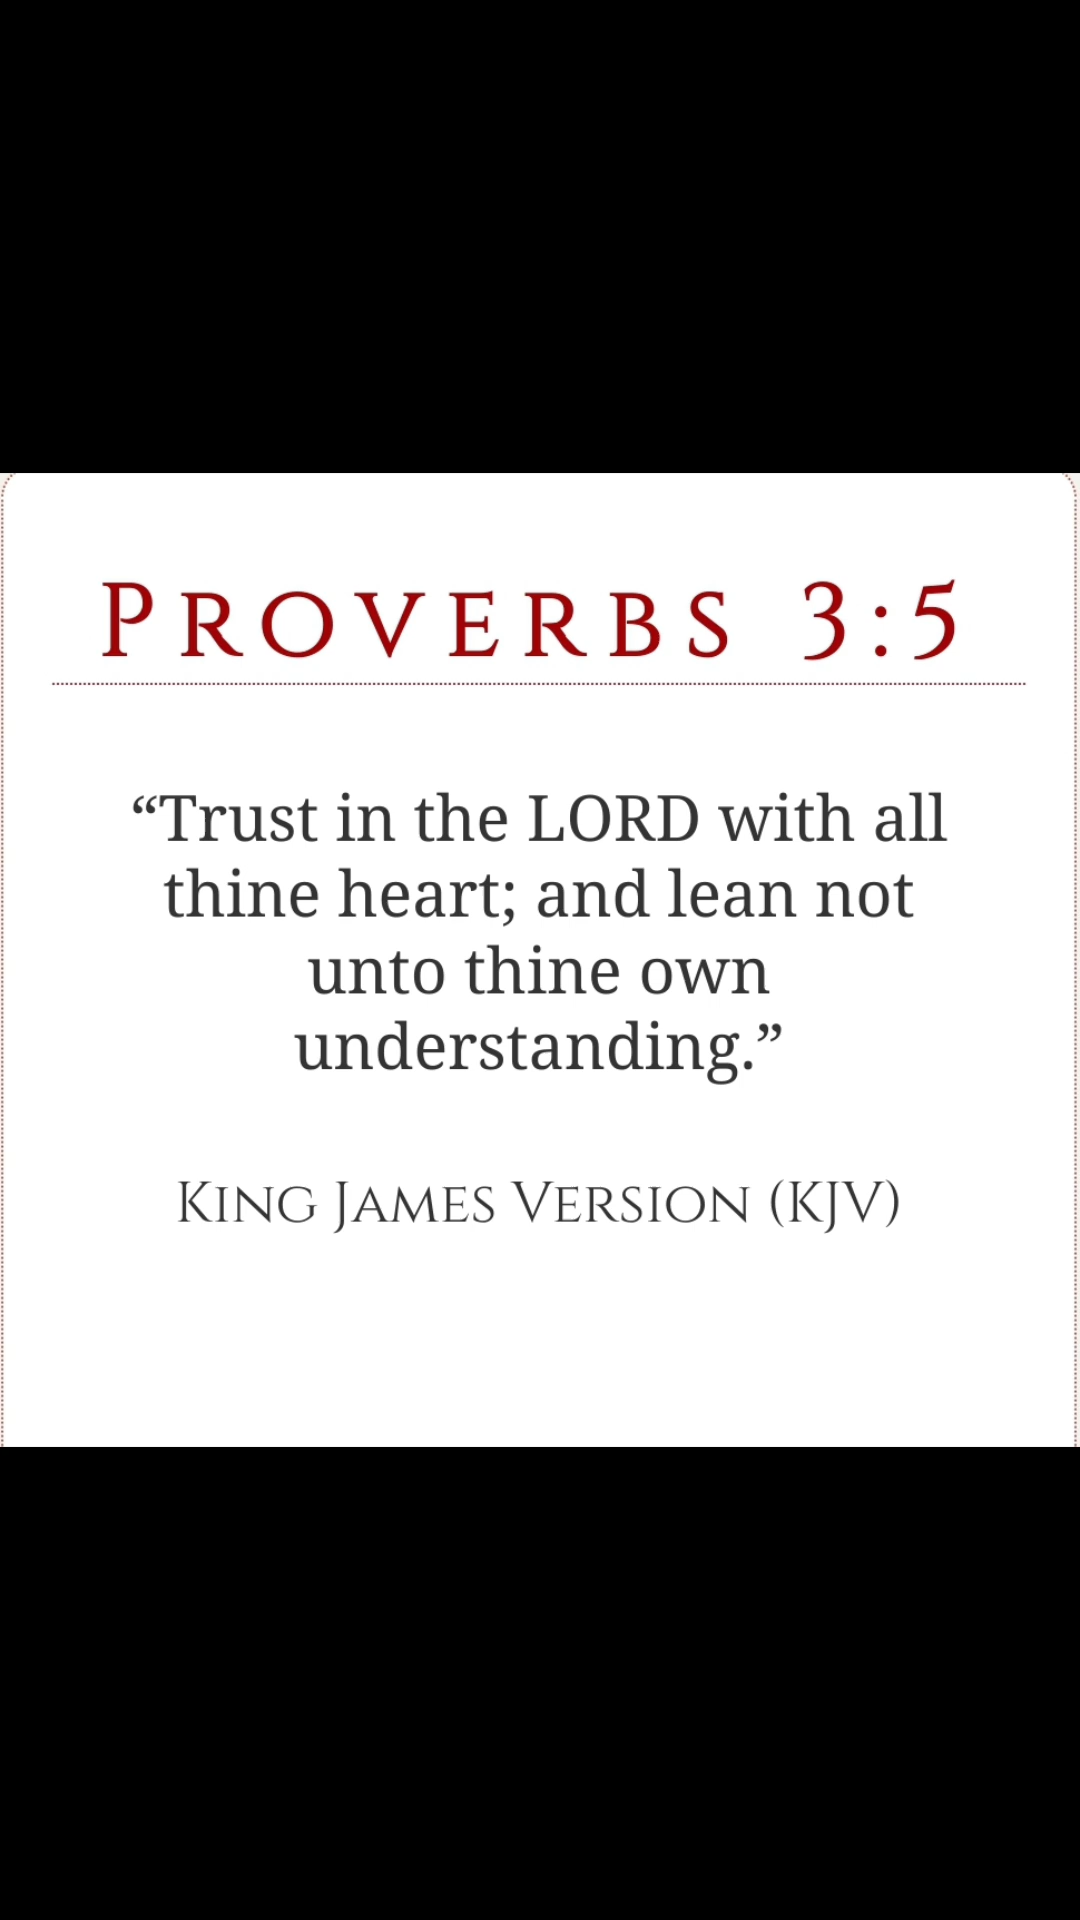 PROVERBS 3:5
“Trust in the LORD with all
thine heart; and lean not
unto thine own
understanding.”
KING JAMES VERSION (KJV)